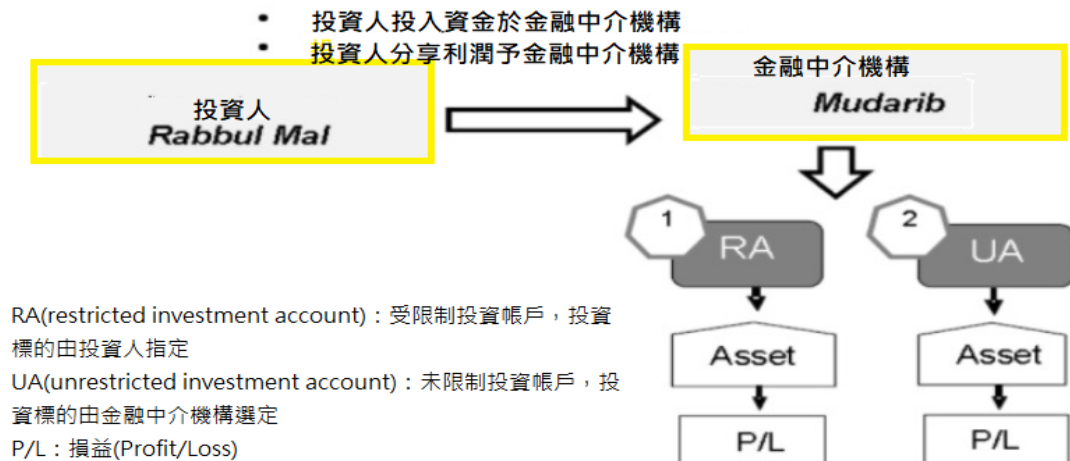 • 投資人投入資金於金融中介機構
• 投資人分享利潤予金融中介機構
投資人
Rabbul Mal
金融中介機構
Mudarib
1
RA
2
UA
Asset
Asset
P/L
P/L
RA(restricted investment account)：受限制投資帳戶，投資
標的由投資人指定
UA(unrestricted investment account)：未限制投資帳戶，投
資標的由金融中介機構選定
P/L：損益(Profit/Loss)